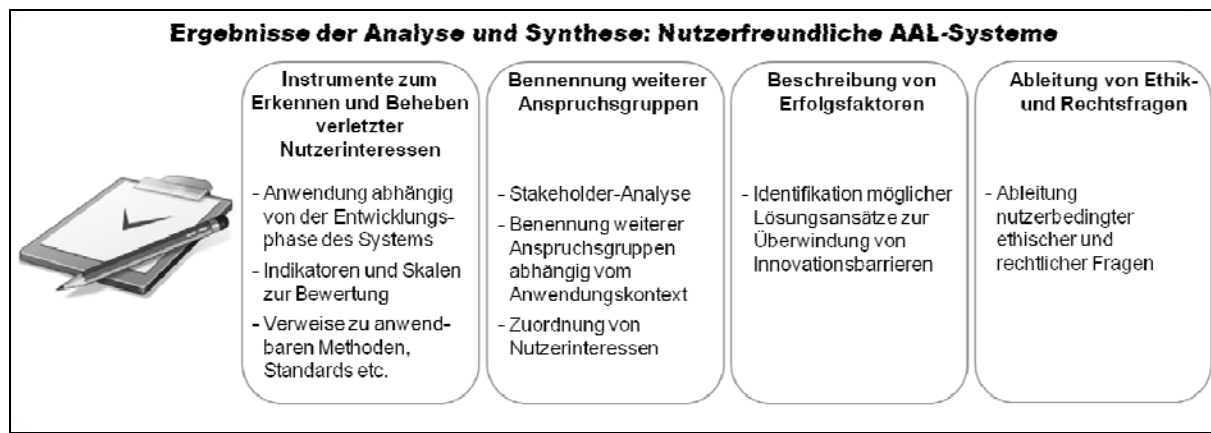 Ergebnisse der Analyse und Synthese: Nutzerfreundliche AAL-Systeme
Instrumente zum
Erkennen und Beheben
verletzter
Nutzerinteressen
- Anwendung abhängig
von der Entwicklungs-
phase des Systems
- Indikatoren und Skalen
zur Bewertung
- Verweise zu anwend-
baren Methoden,
Standards etc.
Bennennung weiterer
Anspruchsgruppen
- Stakeholder-Analyse
- Benennung weiterer
Anspruchsgruppen
abhängig vom
Anwendungskontext
- Zuordnung von
Nutzerinteressen
Beschreibung von
Erfolgsfaktoren
- Identifikation möglicher
Lösungsansätze zur
Überwindung von
Innovationsbarrieren
Ableitung von Ethik-
und Rechtsfragen
- Ableitung
nutzerbedingter
ethischer und
rechtlicher Fragen